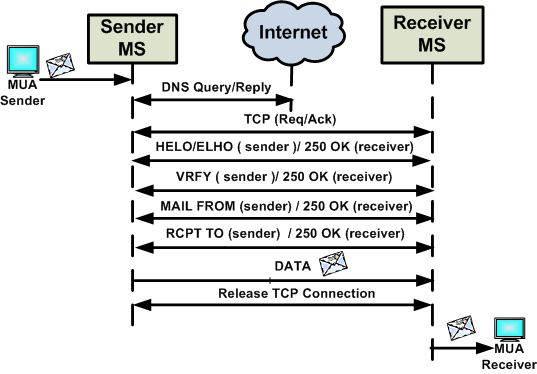 Sender
MS
Internet
Receiver
MS
MUA
Sender
DNS Query/Reply
TCP (Req/Ack)
HELO/ELHO ( sender )/ 250 OK (receiver)
VRFY ( sender )/ 250 OK (receiver)
MAIL FROM (sender) / 250 OK (receiver)
RCPT TO (sender) / 250 OK (receiver)
DATA
Release TCP Connection
MUA
Receiver